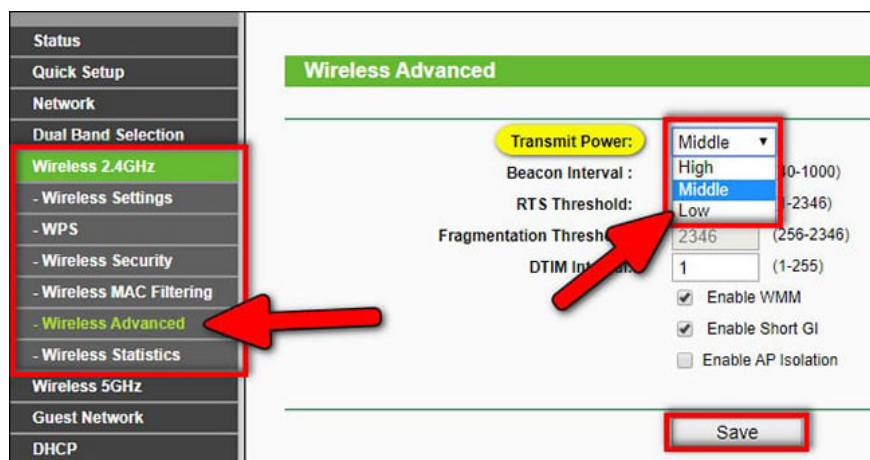 Status
Quick Setup
Network
Dual Band Selection
Wireless 2.4GHz
- Wireless Settings
- WPS
- Wireless Security
- Wireless MAC Filtering
- Wireless Advanced
- Wireless Statistics
Wireless 5GHz
Guest Network
DHCP
Wireless Advanced
Transmit Power: Middle
High
Middle
Low
Beacon Interval : 40-1000)
RTS Threshold: -2346)
Fragmentation 2346 (256-2346)
DTIM 1 (1-255)
Enable WMM
Enable Short GI
Enable AP Isolation
Save